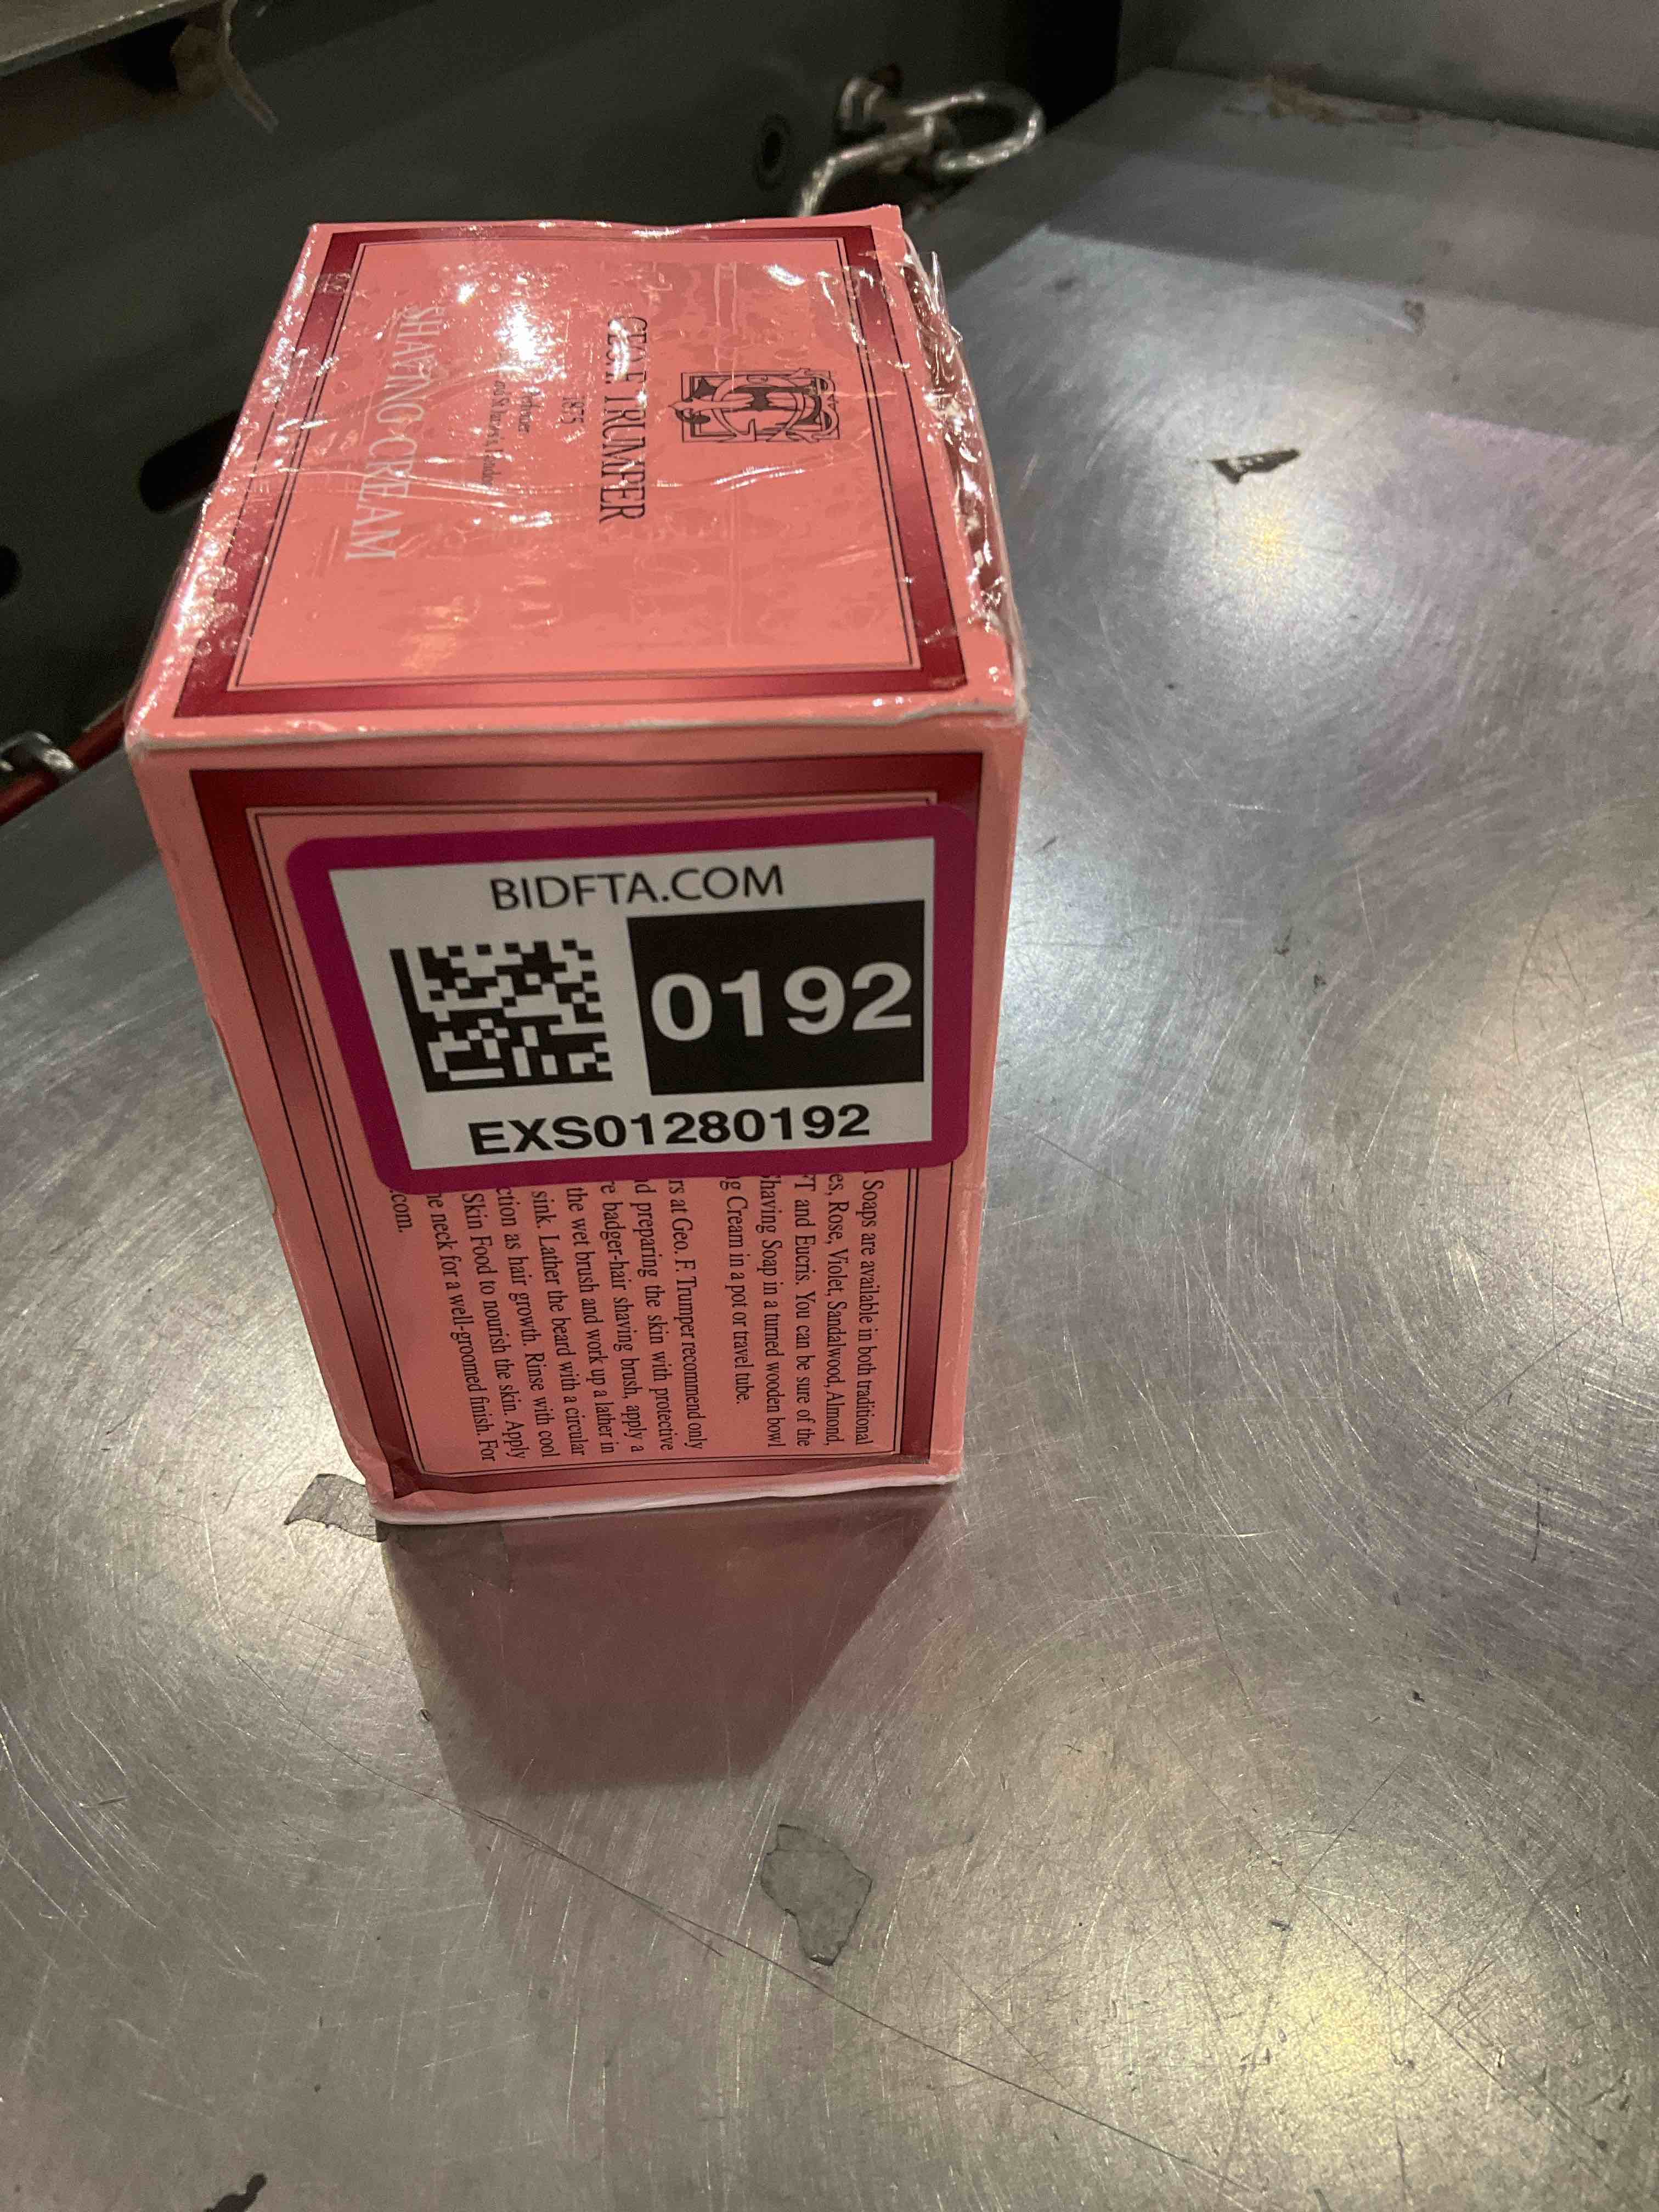 GEO. F. TRUMPER
1875
SHAVING CREAM
BIDFTA.COM
0192
EXS01280192
Soaps are available in both traditional
es, Rose, Violet, Sandalwood, Almond,
T and Eucris. You can be sure of the
Shaving Soap in a turned wooden bowl
g Cream in a pot or travel tube.
rs at Geo. F. Trumper recommend only
d preparing the skin with protective
e badger-hair shaving brush, apply a
the wet brush and work up a lather in
sink. Lather the beard with a circular
ction as hair growth. Rinse with cool
Skin Food to nourish the skin. Apply
he neck for a well-groomed finish. For
.com.